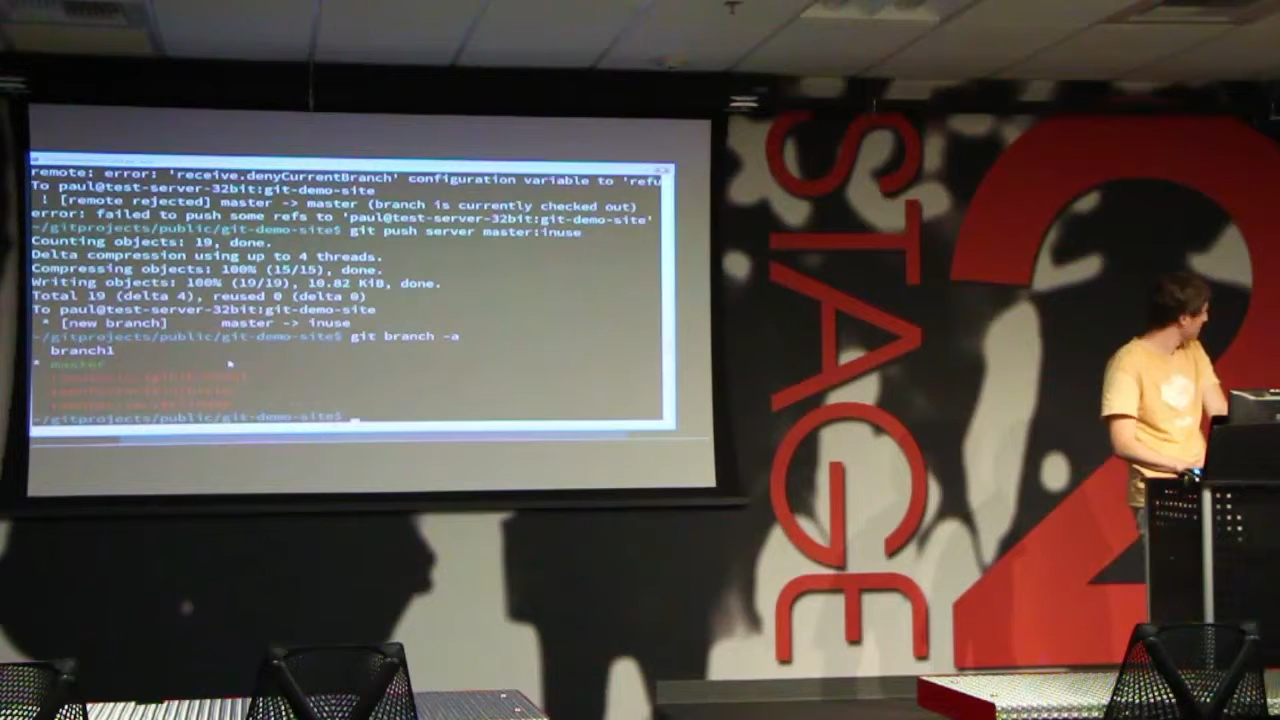 remote: error: 'receive.denyCurrentBranch' configuration variable to 'refu
To paul@test-server-32bit:git-demo-site
! [remote rejected] master -> master (branch is currently checked out)
error: failed to push some refs to 'paul@test-server-32bit:git-demo-site'
~/gitprojects/public/git-demo-site$ git push server master:inuse
Counting objects: 19, done.
Delta compression using up to 4 threads.
Compressing objects: 100% (15/15), done.
Writing objects: 100% (19/19), 10.82 KiB, done.
Total 19 (delta 4), reused 0 (delta 0)
To paul@test-server-32bit:git-demo-site
* [new branch] master -> inuse
~/gitprojects/public/git-demo-site$ git branch -a
branch1
* master
~/gitprojects/public/git-demo-site$
STAGE
2